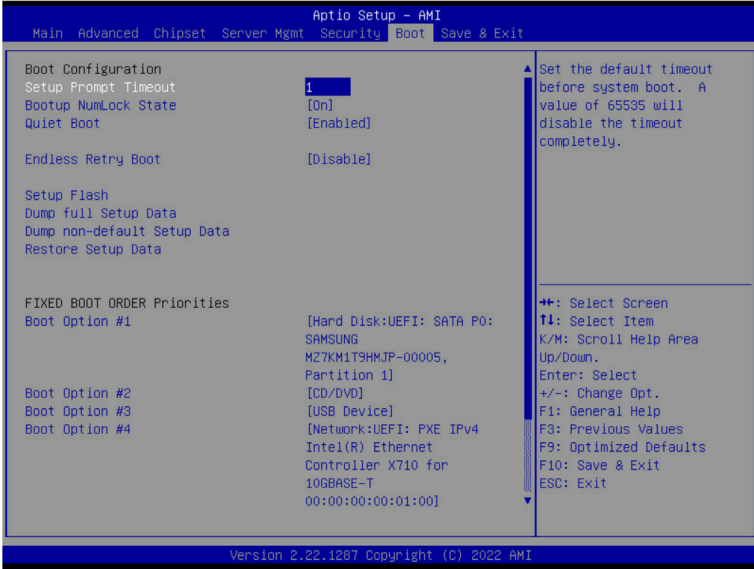 Aptio Setup - AMI
Main Advanced Chipset Server Mgmt Security Boot Save & Exit
Boot Configuration
Setup Prompt Timeout 1
Bootup NumLock State [On]
Quiet Boot [Enabled]
Endless Retry Boot [Disable]
Setup Flash
Dump full Setup Data
Dump non-default Setup Data
Restore Setup Data
FIXED BOOT ORDER Priorities
Boot Option #1 [Hard Disk:UEFI: SATA P0:
SAMSUNG
MZ7KM1T9HMJP-00005,
Partition 1]
Boot Option #2 [CD/DVD]
Boot Option #3 [USB Device]
Boot Option #4 [Network:UEFI: PXE IPv4
Intel(R) Ethernet
Controller X710 for
10GBASE-T
00:00:00:00:01:00]
Set the default timeout
before system boot. A
value of 65535 will
disable the timeout
completely.
→←: Select Screen
↑↓: Select Item
K/M: Scroll Help Area
Up/Down.
Enter: Select
+/-: Change Opt.
F1: General Help
F3: Previous Values
F9: Optimized Defaults
F10: Save & Exit
ESC: Exit
Version 2.22.1287 Copyright (C) 2022 AMI